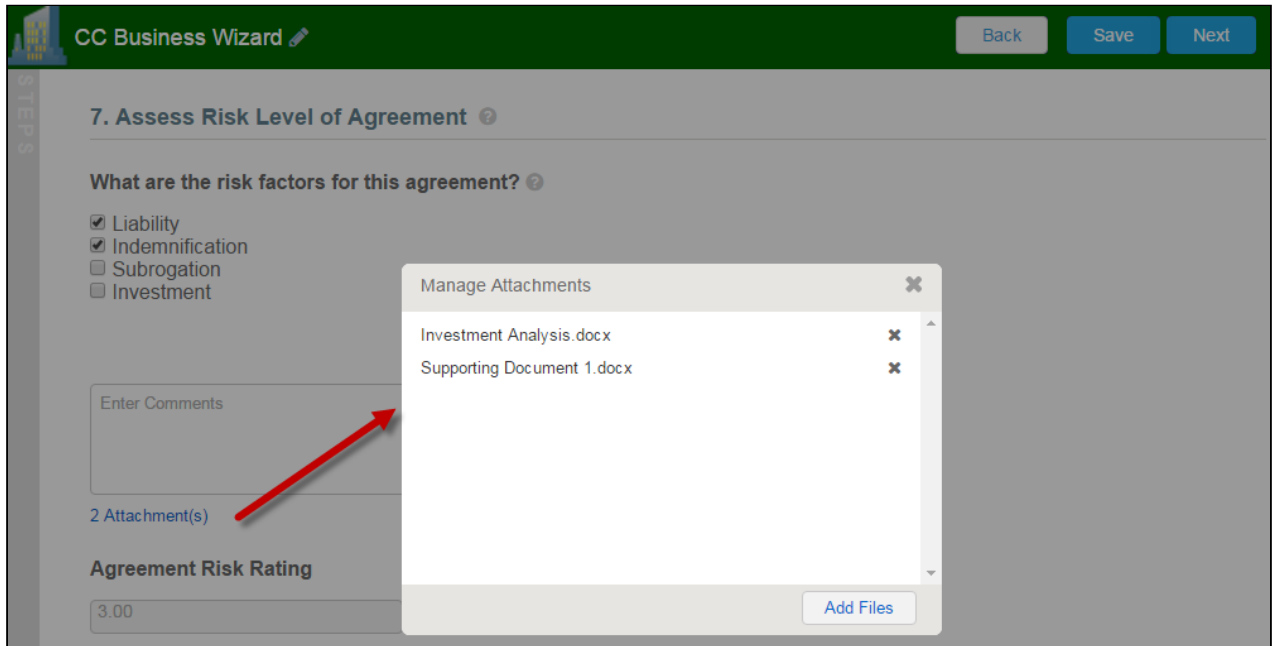 CC Business Wizard
Back
Save
Next
STEPS
7. Assess Risk Level of Agreement
What are the risk factors for this agreement?
Liability
Indemnification
Subrogation
Investment
Manage Attachments
Investment Analysis.docx
Supporting Document 1.docx
Enter Comments
2 Attachment(s)
Agreement Risk Rating
3.00
Add Files